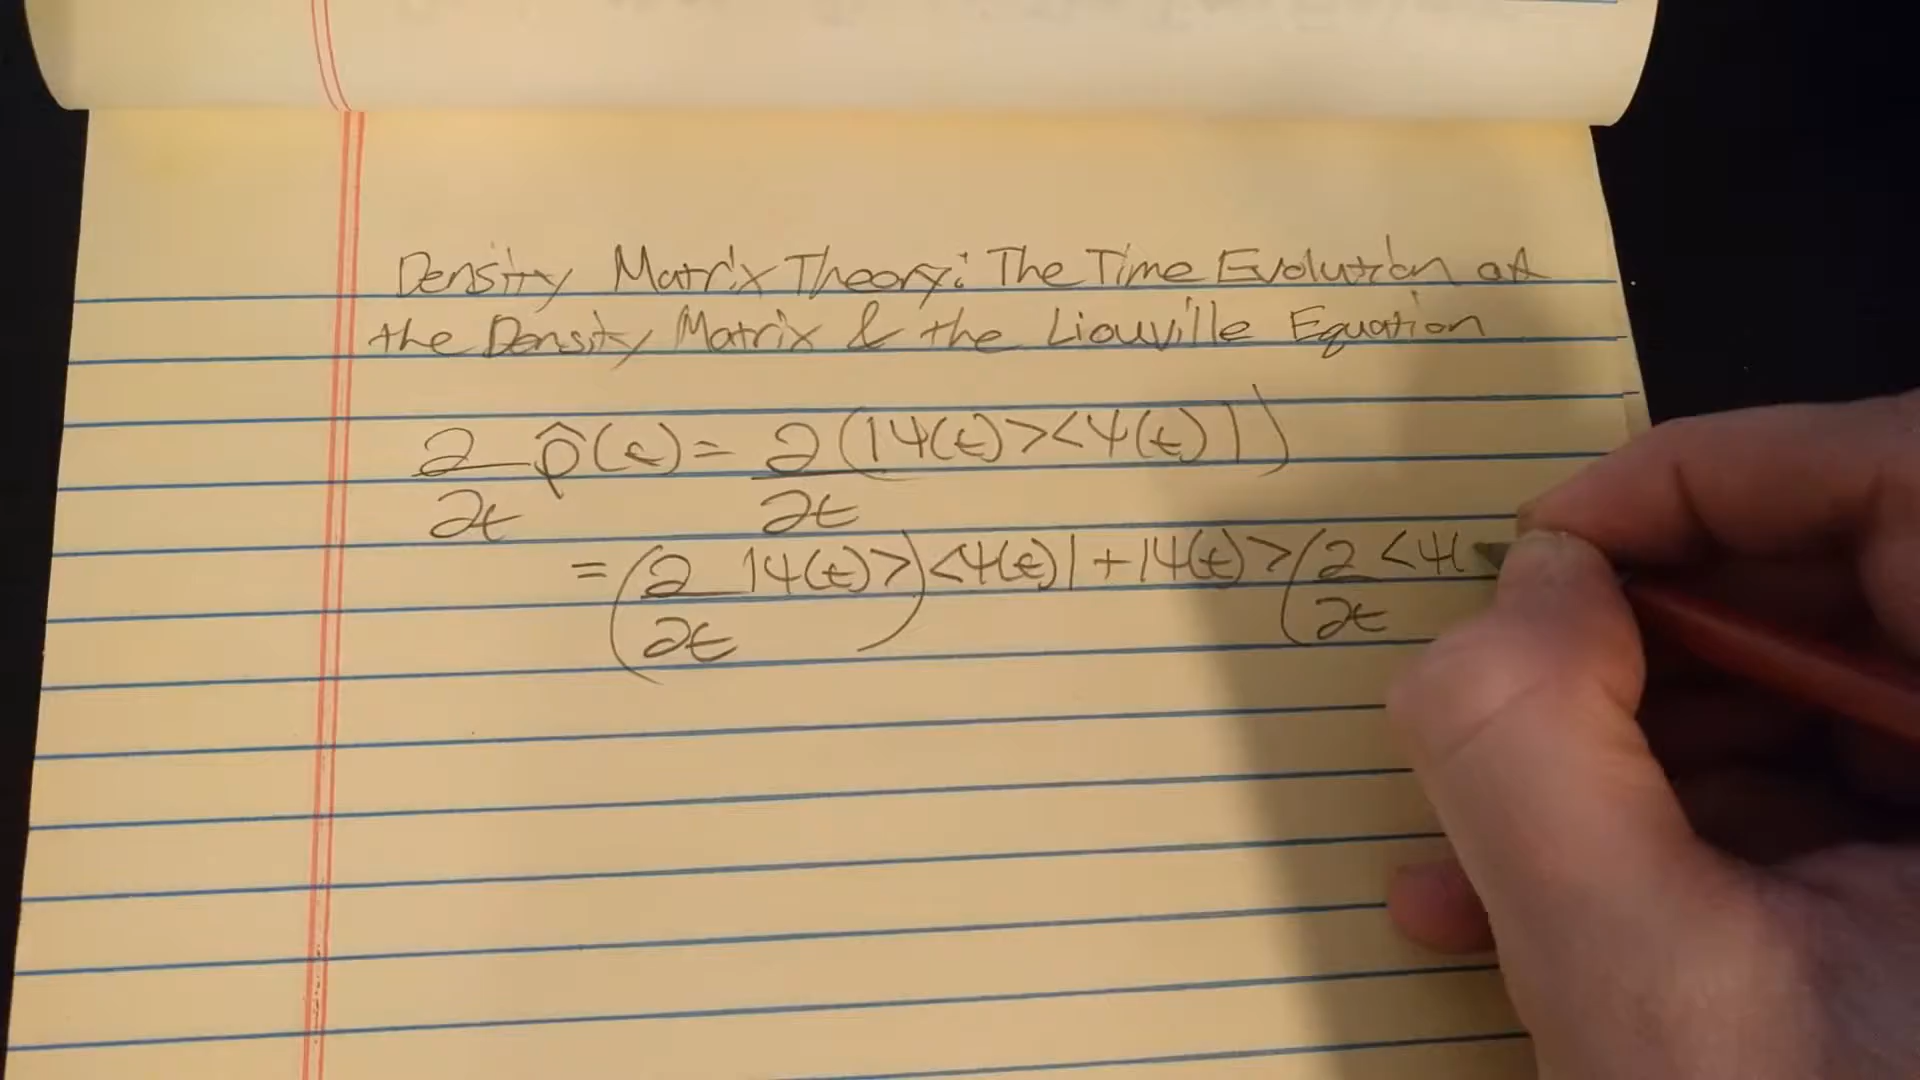 Density Matrix Theory: The Time Evolution of
the Density Matrix & the Liouville Equation
∂/∂t ρ̂(t) = ∂/∂t (|Ψ(t)><Ψ(t)|)
= (∂/∂t |Ψ(t)>) <Ψ(t)| + |Ψ(t)> (∂/∂t <Ψ(